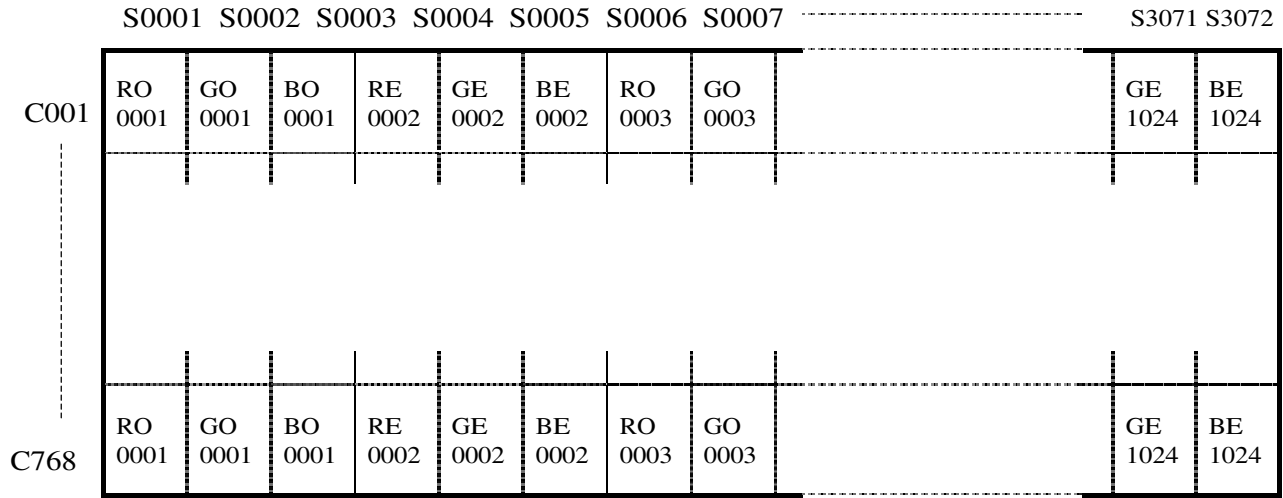 S0001 S0002 S0003 S0004 S0005 S0006 S0007 S3071 S3072
C001
RO GO BO RE GE BE RO GO GE BE
0001 0001 0001 0002 0002 0002 0003 0003 1024 1024
RO GO BO RE GE BE RO GO GE BE
0001 0001 0001 0002 0002 0002 0003 0003 1024 1024
C768